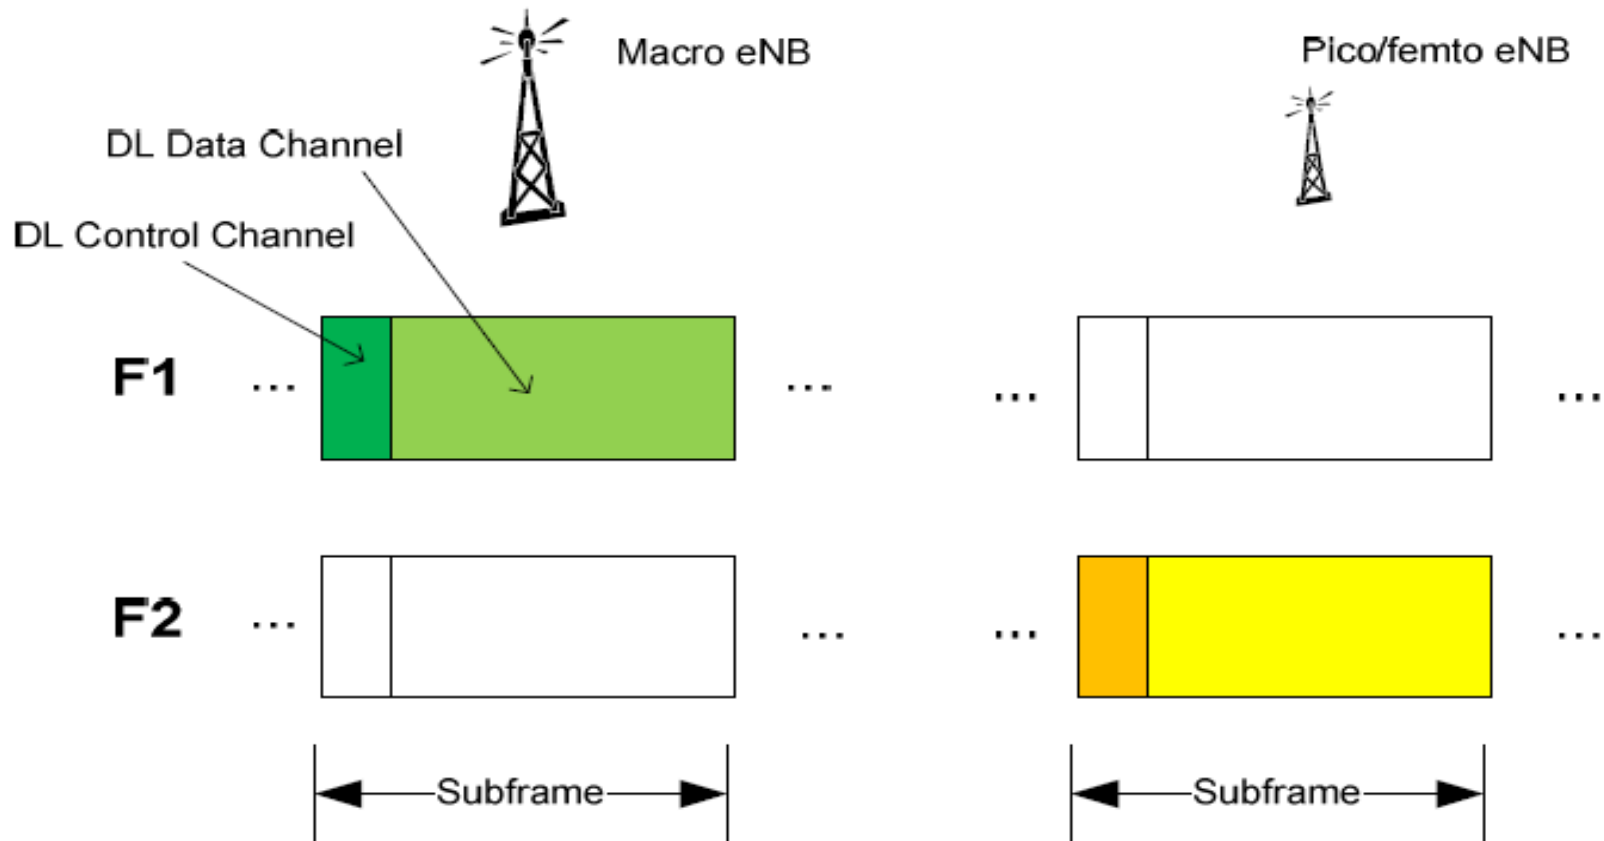 Macro eNB
Pico/femto eNB
DL Data Channel
DL Control Channel
F1 ... ... ... ...
F2 ... ... ... ...
Subframe
Subframe